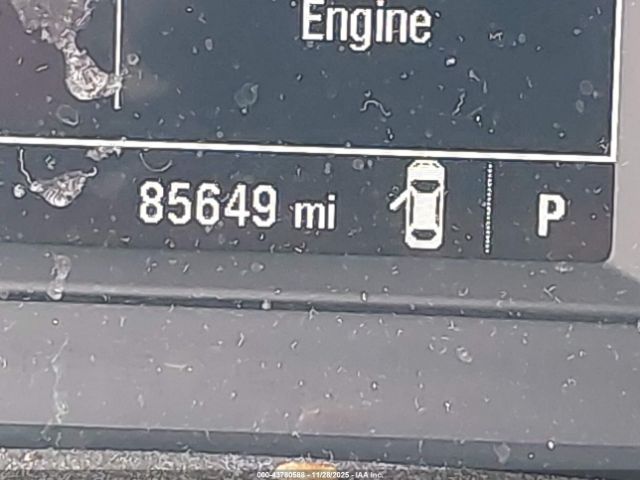 Engine
85649 mi P
000-43780588 - 11/28/2025 - IAA Inc.